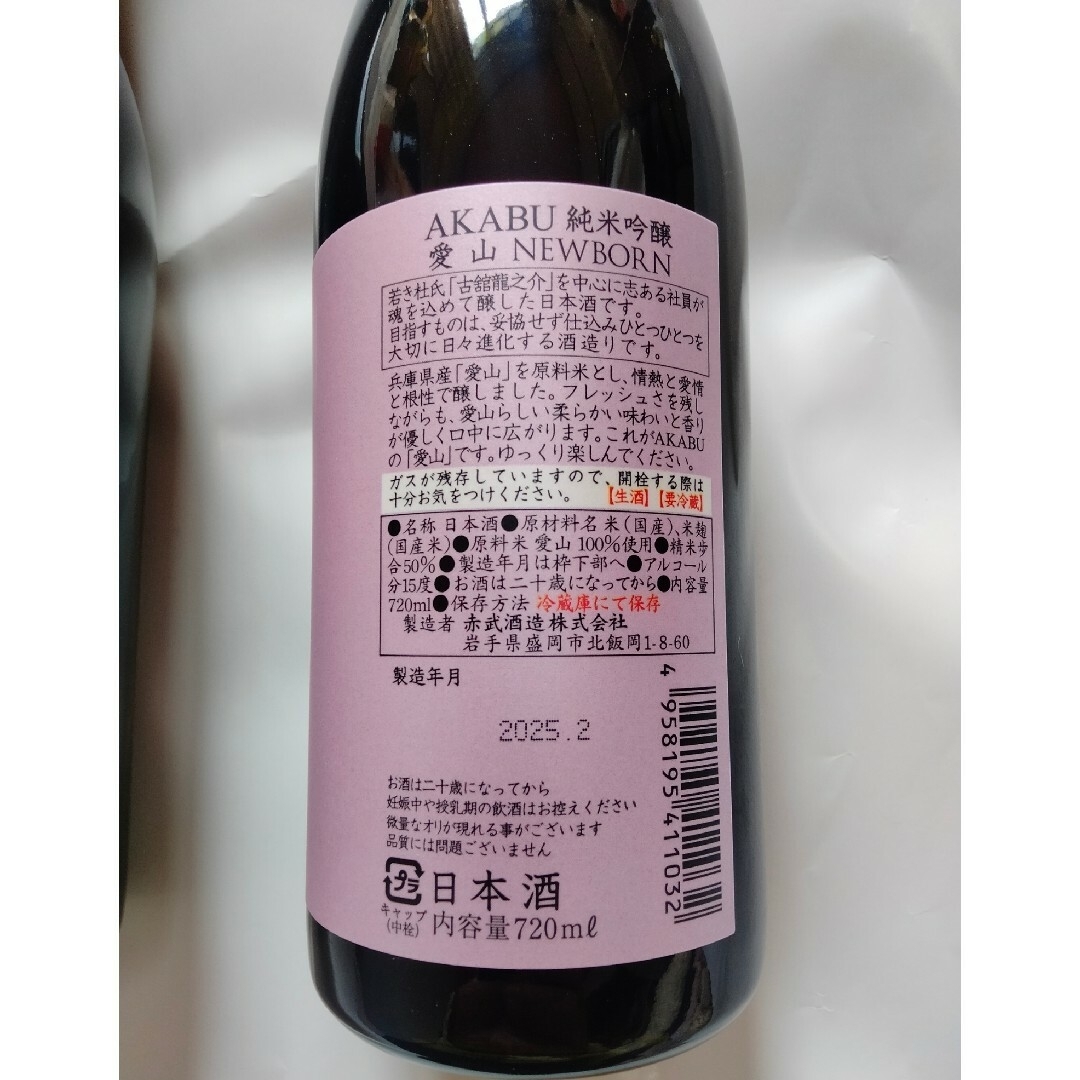 AKABU 純米吟醸
愛山 NEWBORN
若き杜氏「古舘龍之介」を中心に志ある社員が
魂を込めて醸した日本酒です。
目指すものは、妥協せず仕込みひとつひとつを
大切に日々進化する酒造りです。
兵庫県産「愛山」を原料米とし、情熱と愛情
と根性で醸しました。フレッシュさを残し
ながらも、愛山らしい柔らかい味わいと香り
が優しく口中に広がります。これがAKABU
の「愛山」です。ゆっくり楽しんでください。
ガスが残存していますので、開栓する際は
十分お気をつけください。【生酒】【要冷蔵】
●名称 日本酒●原材料名 米(国産)、米麹
(国産米)●原料米 愛山 100%使用●精米歩
合50%●製造年月は枠下部へ●アルコール
分15度●お酒は二十歳になってから●内容量
720ml●保存方法 冷蔵庫にて保存
製造者 赤武酒造株式会社
岩手県盛岡市北飯岡1-8-60
製造年月
2025.2
4 958195 411032
お酒は二十歳になってから
妊娠中や授乳期の飲酒はお控えください
微量なオリが現れる事がございます
品質には問題ございません
プラ 日本酒
キャップ
(中栓) 内容量720mℓ